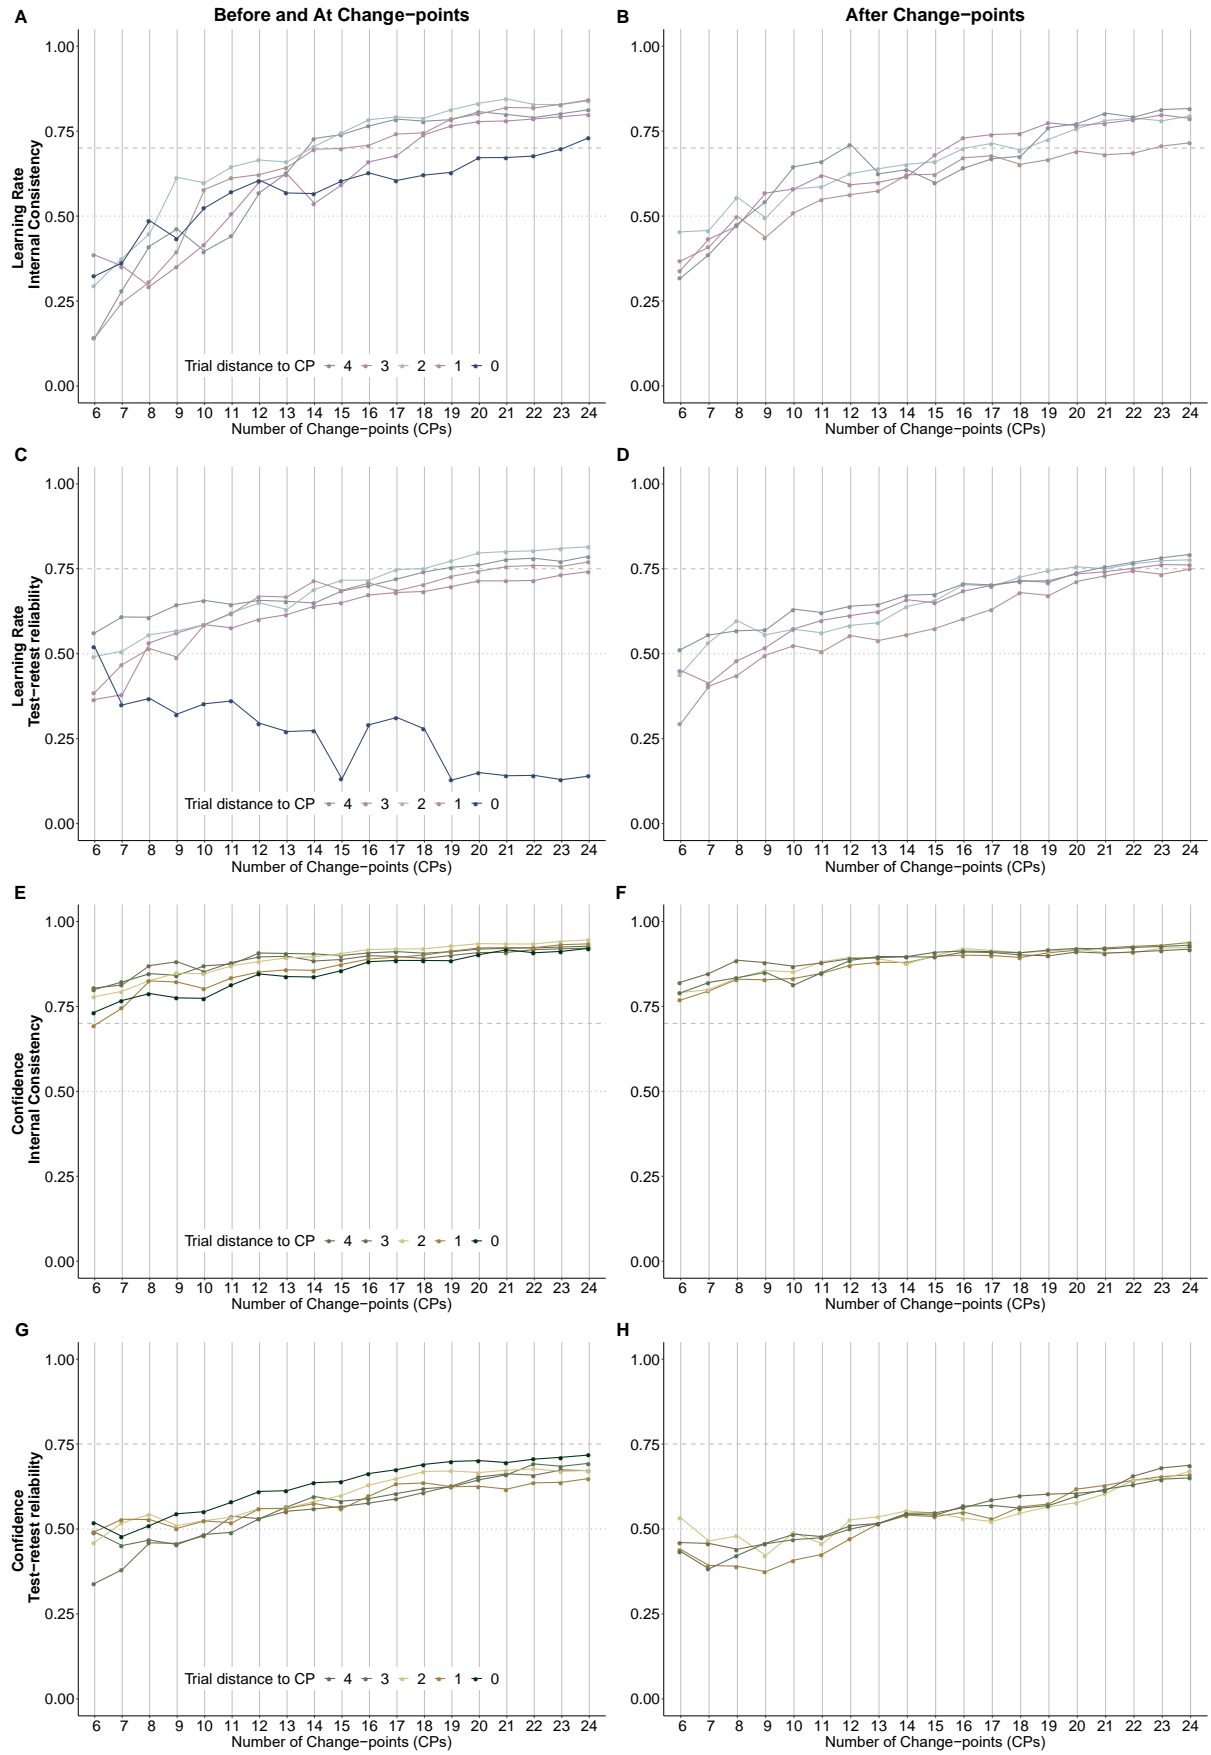 A Before and At Change−points
B After Change−points
Learning Rate
Internal Consistency
1.00
0.75
0.50
0.25
0.00
Trial distance to CP 4 3 2 1 0
6 7 8 9 10 11 12 13 14 15 16 17 18 19 20 21 22 23 24
Number of Change−points (CPs)
1.00
0.75
0.50
0.25
0.00
6 7 8 9 10 11 12 13 14 15 16 17 18 19 20 21 22 23 24
Number of Change−points (CPs)
C
Learning Rate
Test−retest reliability
1.00
0.75
0.50
0.25
0.00
Trial distance to CP 4 3 2 1 0
6 7 8 9 10 11 12 13 14 15 16 17 18 19 20 21 22 23 24
Number of Change−points (CPs)
D
1.00
0.75
0.50
0.25
0.00
6 7 8 9 10 11 12 13 14 15 16 17 18 19 20 21 22 23 24
Number of Change−points (CPs)
E
Confidence
Internal Consistency
1.00
0.75
0.50
0.25
0.00
Trial distance to CP 4 3 2 1 0
6 7 8 9 10 11 12 13 14 15 16 17 18 19 20 21 22 23 24
Number of Change−points (CPs)
F
1.00
0.75
0.50
0.25
0.00
6 7 8 9 10 11 12 13 14 15 16 17 18 19 20 21 22 23 24
Number of Change−points (CPs)
G
Confidence
Test−retest reliability
1.00
0.75
0.50
0.25
0.00
Trial distance to CP 4 3 2 1 0
6 7 8 9 10 11 12 13 14 15 16 17 18 19 20 21 22 23 24
Number of Change−points (CPs)
H
1.00
0.75
0.50
0.25
0.00
6 7 8 9 10 11 12 13 14 15 16 17 18 19 20 21 22 23 24
Number of Change−points (CPs)